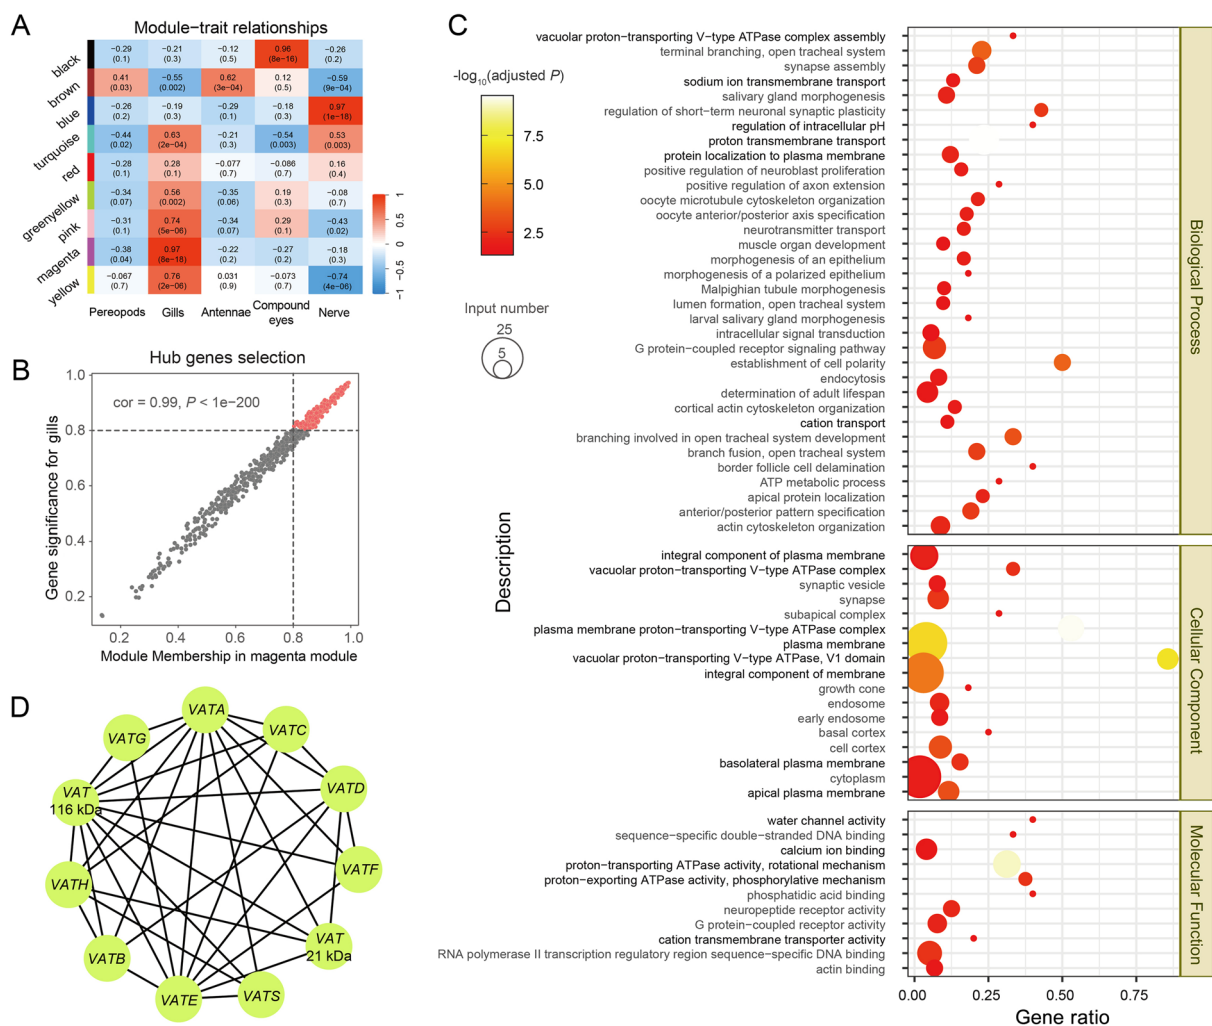 A
Module−trait relationships
black
−0.29 −0.21 −0.12 0.96 −0.26
(0.1) (0.3) (0.5) (8e−16) (0.2)
brown
0.41 −0.55 0.62 0.12 −0.59
(0.03) (0.002) (3e−04) (0.5) (9e−04)
blue
−0.26 −0.19 −0.29 −0.18 0.97
(0.2) (0.3) (0.1) (0.3) (1e−18)
turquoise
−0.44 0.63 −0.21 −0.54 0.53
(0.02) (2e−04) (0.3) (0.003) (0.003)
red
−0.28 0.28 −0.077 −0.086 0.16
(0.1) (0.1) (0.7) (0.7) (0.4)
greenyellow
−0.34 0.56 −0.35 0.19 −0.08
(0.07) (0.002) (0.06) (0.3) (0.7)
pink
−0.31 0.74 −0.34 0.29 −0.43
(0.1) (5e−06) (0.07) (0.1) (0.02)
magenta
−0.38 0.97 −0.22 −0.27 −0.18
(0.04) (8e−18) (0.2) (0.2) (0.3)
yellow
−0.067 0.76 0.031 −0.073 −0.74
(0.7) (2e−06) (0.9) (0.7) (4e−06)
Pereopods Gills Antennae Compound eyes Nerve
1
0.5
0
−0.5
−1
B
Hub genes selection
cor = 0.99, P < 1e−200
Gene significance for gills
1.0
0.8
0.6
0.4
0.2
0.2 0.4 0.6 0.8 1.0
Module Membership in magenta module
D
VATA
VATC
VATG
VATD
VAT
116 kDa
VATF
VATH
VAT
21 kDa
VATB
VATS
VATE
C
-log10(adjusted P)
7.5
5.0
2.5
Input number
25
5
Description
vacuolar proton−transporting V−type ATPase complex assembly
terminal branching, open tracheal system
synapse assembly
sodium ion transmembrane transport
salivary gland morphogenesis
regulation of short−term neuronal synaptic plasticity
regulation of intracellular pH
proton transmembrane transport
protein localization to plasma membrane
positive regulation of neuroblast proliferation
positive regulation of axon extension
oocyte microtubule cytoskeleton organization
oocyte anterior/posterior axis specification
neurotransmitter transport
muscle organ development
morphogenesis of an epithelium
morphogenesis of a polarized epithelium
Malpighian tubule morphogenesis
lumen formation, open tracheal system
larval salivary gland morphogenesis
intracellular signal transduction
G protein−coupled receptor signaling pathway
establishment of cell polarity
endocytosis
determination of adult lifespan
cortical actin cytoskeleton organization
cation transport
branching involved in open tracheal system development
branch fusion, open tracheal system
border follicle cell delamination
ATP metabolic process
apical protein localization
anterior/posterior pattern specification
actin cytoskeleton organization
Biological Process
integral component of plasma membrane
vacuolar proton−transporting V−type ATPase complex
synaptic vesicle
synapse
subapical complex
plasma membrane proton−transporting V−type ATPase complex
plasma membrane
vacuolar proton−transporting V−type ATPase, V1 domain
integral component of membrane
growth cone
endosome
early endosome
basal cortex
cell cortex
basolateral plasma membrane
cytoplasm
apical plasma membrane
Cellular Component
water channel activity
sequence−specific double−stranded DNA binding
calcium ion binding
proton−transporting ATPase activity, rotational mechanism
proton−exporting ATPase activity, phosphorylative mechanism
phosphatidic acid binding
neuropeptide receptor activity
G protein−coupled receptor activity
cation transmembrane transporter activity
RNA polymerase II transcription regulatory region sequence−specific DNA binding
actin binding
Molecular Function
0.00 0.25 0.50 0.75
Gene ratio